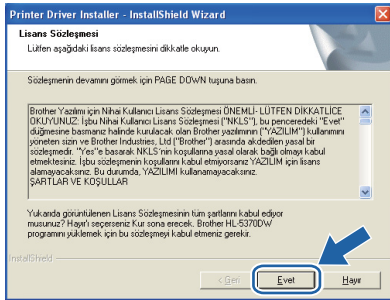 Printer Driver Installer - InstallShield Wizard
Lisans Sözleşmesi
Lütfen aşağıdaki lisans sözleşmesini dikkatle okuyun.
Sözleşmenin devamını görmek için PAGE DOWN tuşuna basın.
Brother Yazılımı için Nihai Kullanıcı Lisans Sözleşmesi ÖNEMLİ- LÜTFEN DİKKATLİCE
OKUYUNUZ: İşbu Nihai Kullanıcı Lisans Sözleşmesi ("NKLS"), bu penceredeki "Evet"
düğmesine basmanız halinde kurulacak olan Brother yazılımının ("YAZILIM") kullanımını
yöneten sizin ve Brother Industries, Ltd ("Brother") arasında akdedilen yasal bir
sözleşmedir. "Yes"e basarak NKLS'nin koşullarına yasal olarak bağlı olmayı kabul
etmektesiniz. İşbu sözleşmenin koşullarını kabul etmiyorsanız YAZILIM için lisans
alamayacaksınız. Bu durumda, YAZILIMI kullanamayacaksınız.
ŞARTLAR VE KOŞULLAR
Yukarıda görüntülenen Lisans Sözleşmesinin tüm şartlarını kabul ediyor
musunuz? Hayır'ı seçerseniz Kur sona erecek. Brother HL-5370DW
programını yüklemek için bu sözleşmeyi kabul etmeniz gerekir.
InstallShield
< Geri Evet Hayır